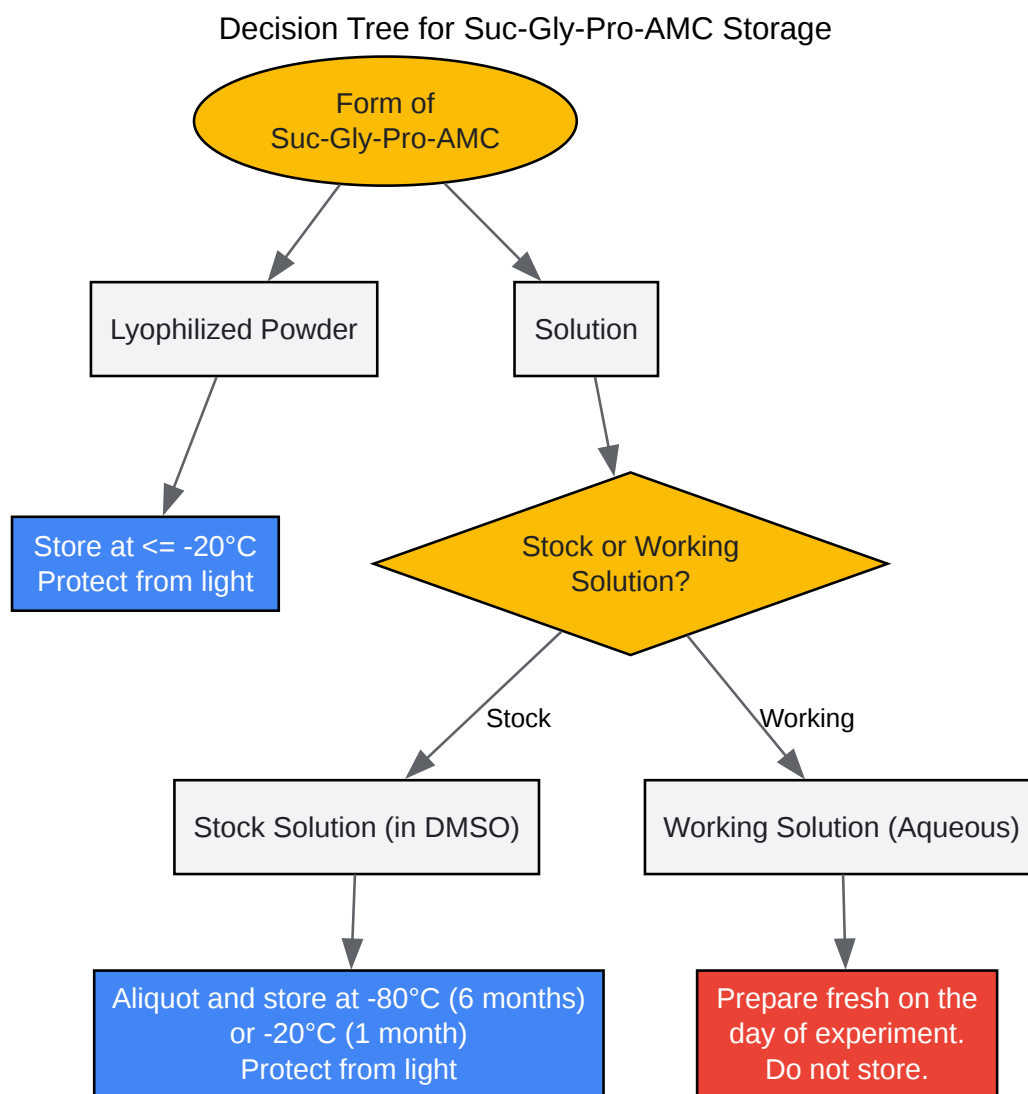 Decision Tree for Suc-Gly-Pro-AMC Storage
Form of
Suc-Gly-Pro-AMC
Lyophilized Powder
Solution
Store at <= -20°C
Protect from light
Stock or Working
Solution?
Stock
Working
Stock Solution (in DMSO)
Working Solution (Aqueous)
Aliquot and store at -80°C (6 months)
or -20°C (1 month)
Protect from light
Prepare fresh on the
day of experiment.
Do not store.